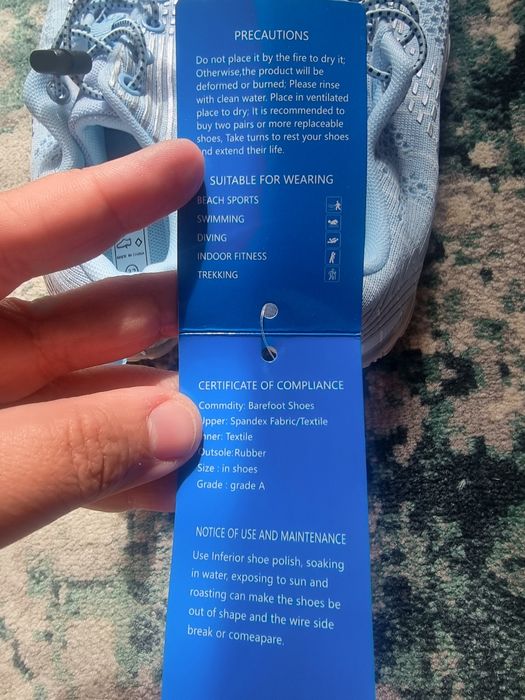 PRECAUTIONS
Do not place it by the fire to dry it;
Otherwise,the product will be
deformed or burned; Please rinse
with clean water. Place in ventilated
place to dry; It is recommended to
buy two pairs or more replaceable
shoes, Take turns to rest your shoes
and extend their life.
SUITABLE FOR WEARING
BEACH SPORTS
SWIMMING
DIVING
INDOOR FITNESS
TREKKING
CERTIFICATE OF COMPLIANCE
Commdity: Barefoot Shoes
Upper: Spandex Fabric/Textile
Inner: Textile
Outsole:Rubber
Size : in shoes
Grade : grade A
NOTICE OF USE AND MAINTENANCE
Use Inferior shoe polish, soaking
in water, exposing to sun and
roasting can make the shoes be
out of shape and the wire side
break or comeapare.